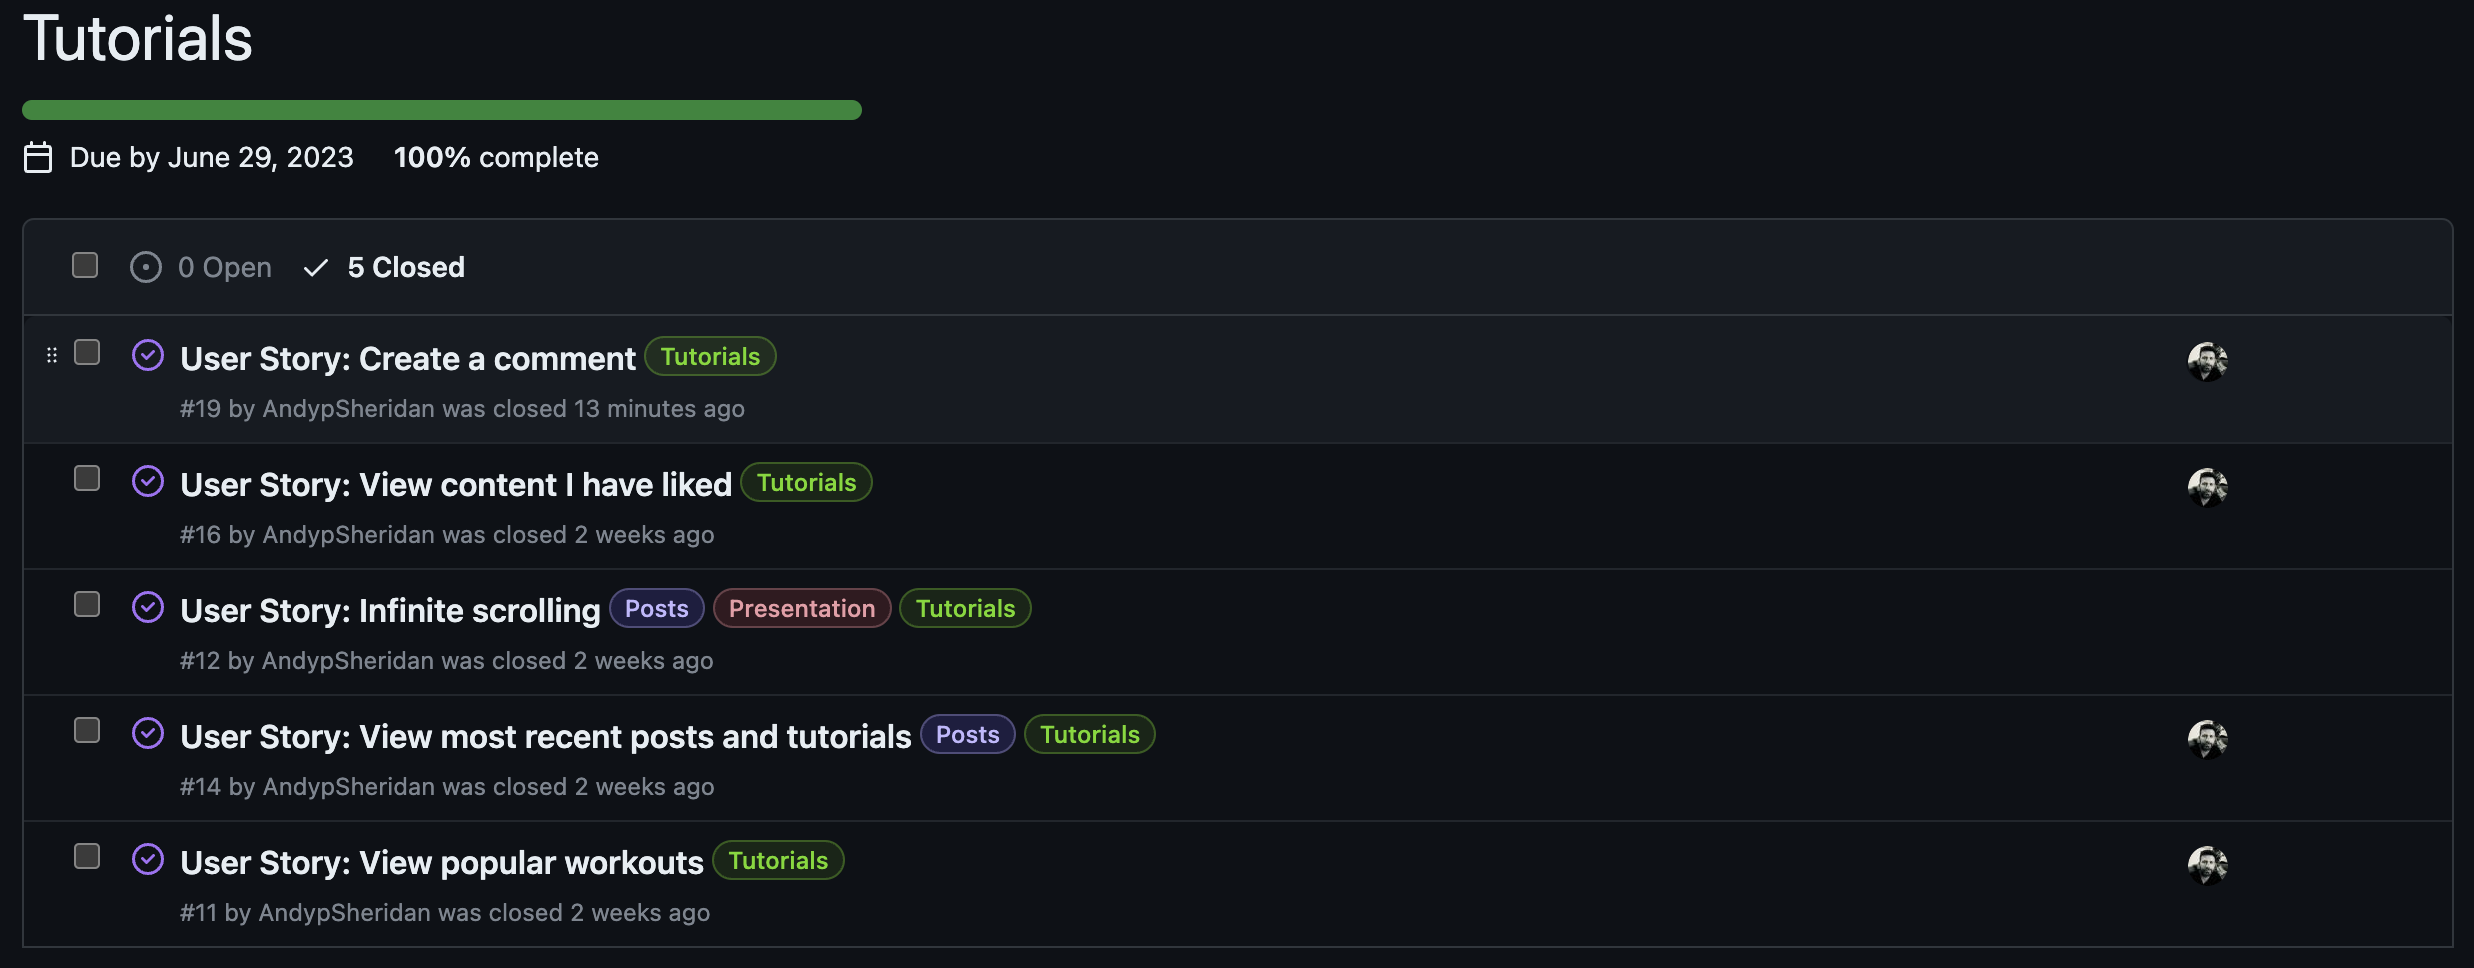 Tutorials
Due by June 29, 2023 100% complete
0 Open 5 Closed
User Story: Create a comment Tutorials
#19 by AndypSheridan was closed 13 minutes ago
User Story: View content I have liked Tutorials
#16 by AndypSheridan was closed 2 weeks ago
User Story: Infinite scrolling Posts Presentation Tutorials
#12 by AndypSheridan was closed 2 weeks ago
User Story: View most recent posts and tutorials Posts Tutorials
#14 by AndypSheridan was closed 2 weeks ago
User Story: View popular workouts Tutorials
#11 by AndypSheridan was closed 2 weeks ago